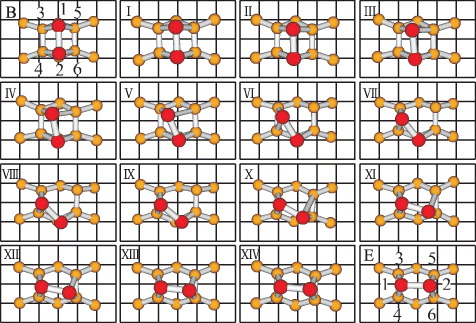 B 3 1 5 4 2 6
I
II
III
IV
V
VI
VII
VIII
IX
X
XI
XII
XIII
XIV
E 3 5 1 2 4 6